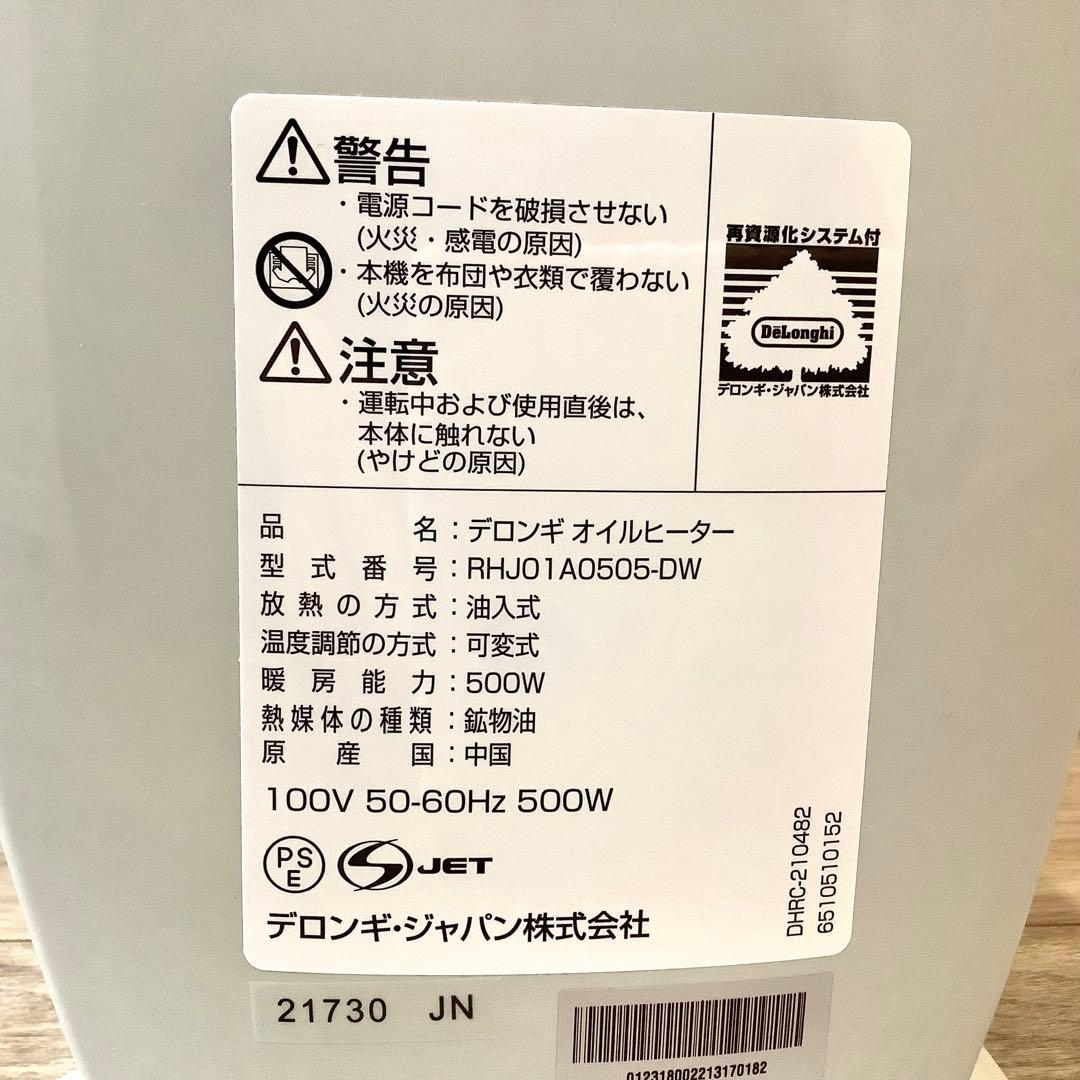 警告
・電源コードを破損させない
(火災・感電の原因)
・本機を布団や衣類で覆わない
(火災の原因)
注意
・運転中および使用直後は、
本体に触れない
(やけどの原因)
再資源化システム付
DēLonghi
デロンギ・ジャパン株式会社
品名：デロンギ オイルヒーター
型式番号：RHJ01A0505-DW
放熱の方式：油入式
温度調節の方式：可変式
暖房能力：500W
熱媒体の種類：鉱物油
原産国：中国
100V 50-60Hz 500W
PSE
JET
デロンギ・ジャパン株式会社
DHRC-210482
6510510152
21730 JN
012318002213170182